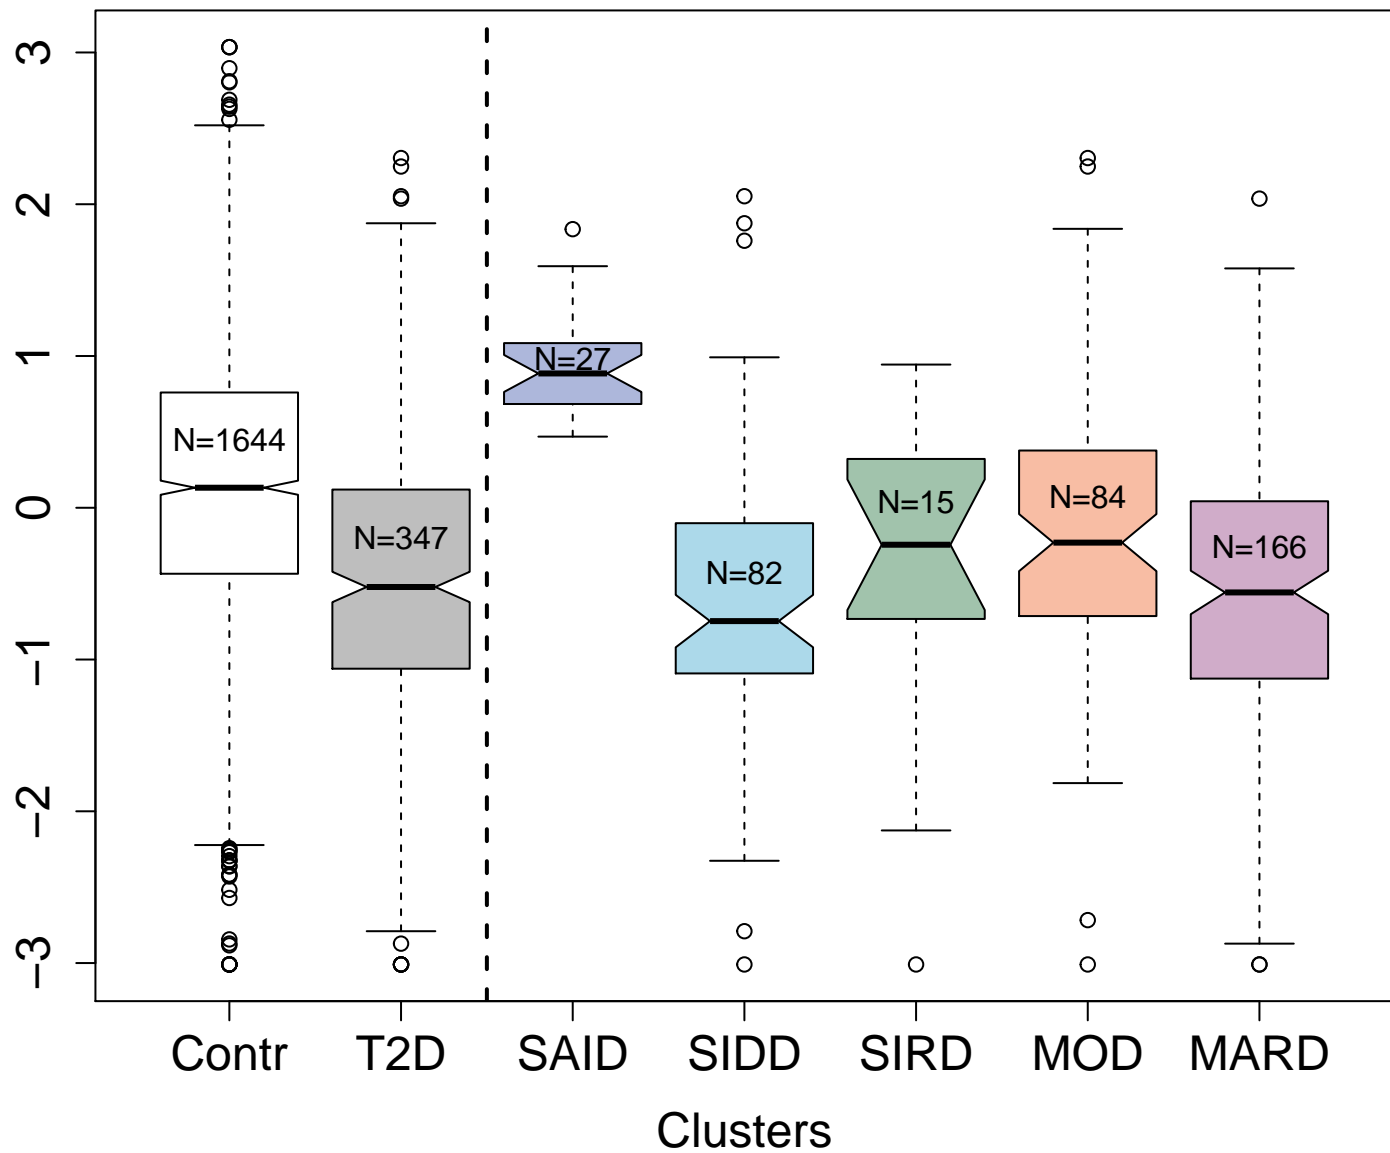 3
2
1
0
−1
−2
−3
N=1644
N=347
N=27
N=82
N=15
N=84
N=166
Contr T2D SAID SIDD SIRD MOD MARD
Clusters